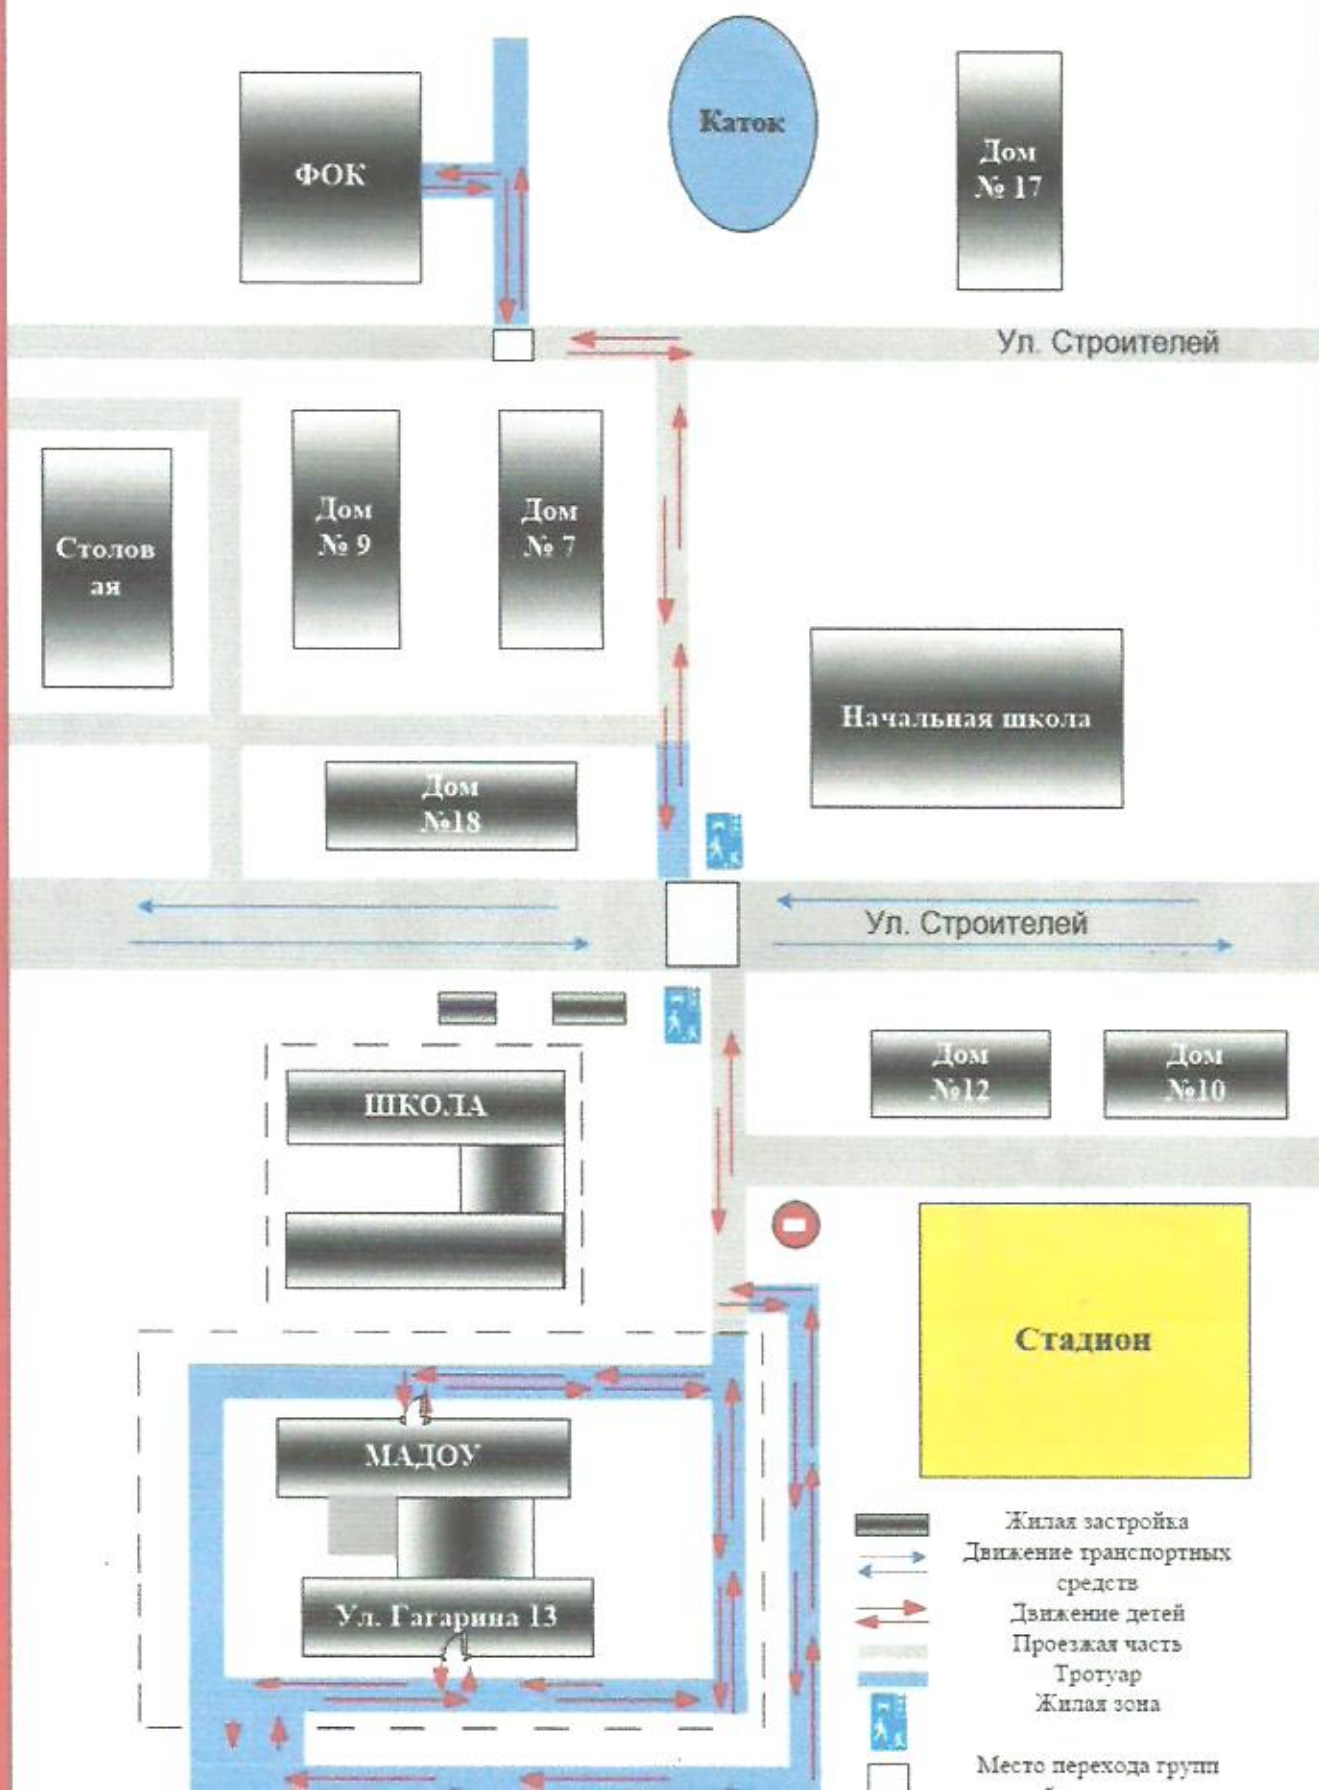 Каток
Дом
№ 17
ФОК
Ул. Строителей
Столов
ая
Дом
№ 9
Дом
№ 7
Начальная школа
Дом
№18
Ул. Строителей
Дом
№12
Дом
№10
ШКОЛА
Стадион
МАДОУ
Ул. Гагарина 13
Жилая застройка
Движение транспортных
средств
Движение детей
Проезжая часть
Тротуар
Жилая зона
Место перехода групп